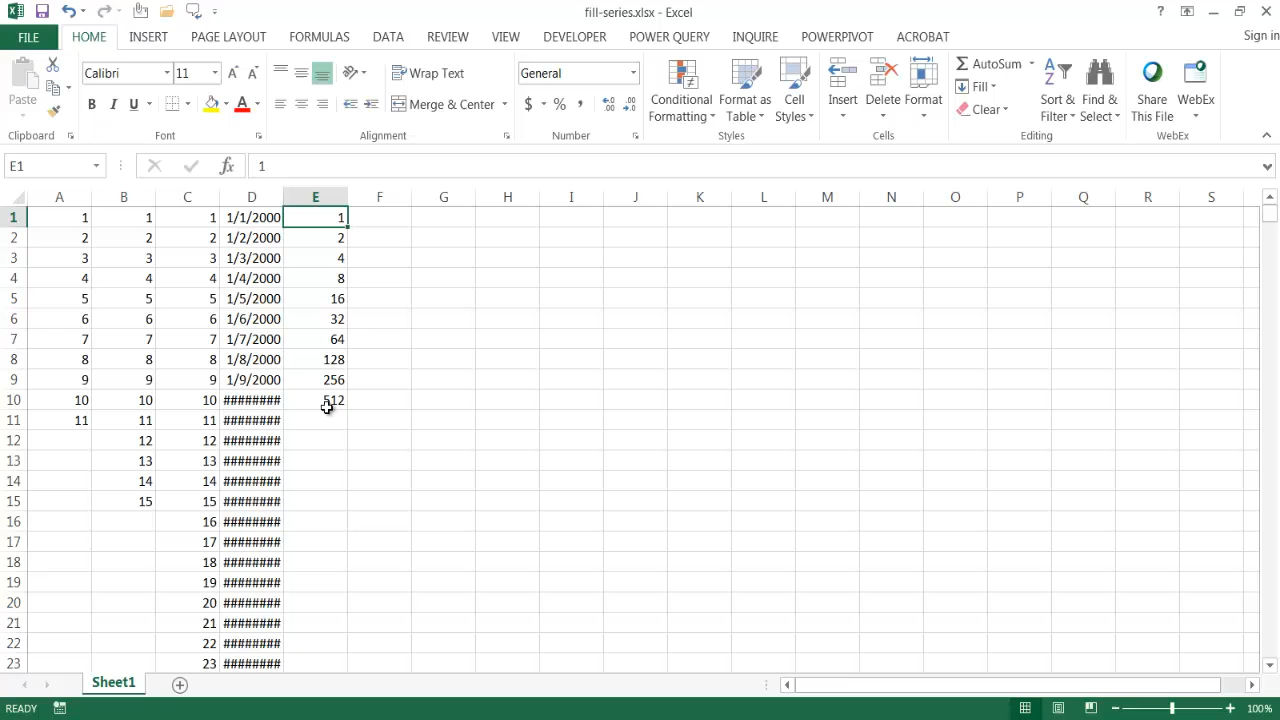 fill-series.xlsx - Excel
?
FILE HOME INSERT PAGE LAYOUT FORMULAS DATA REVIEW VIEW DEVELOPER POWER QUERY INQUIRE POWERPIVOT ACROBAT Sign in
Paste
Calibri 11
B I U A
Wrap Text
Merge & Center
General
$ % ,
Conditional Formatting
Format as Table
Cell Styles
Insert Delete Format
AutoSum
Fill
Clear
Sort & Filter
Find & Select
Share This File
WebEx
Clipboard Font Alignment Number Styles Cells Editing WebEx
E1 fx 1
A B C D E F G H I J K L M N O P Q R S
1 1 1 1 1/1/2000 1
2 2 2 2 1/2/2000 2
3 3 3 3 1/3/2000 4
4 4 4 4 1/4/2000 8
5 5 5 5 1/5/2000 16
6 6 6 6 1/6/2000 32
7 7 7 7 1/7/2000 64
8 8 8 8 1/8/2000 128
9 9 9 9 1/9/2000 256
10 10 10 10 ######## 512
11 11 11 11 ########
12 12 12 ########
13 13 13 ########
14 14 14 ########
15 15 15 ########
16 16 ########
17 17 ########
18 18 ########
19 19 ########
20 20 ########
21 21 ########
22 22 ########
23 23 ########
Sheet1
READY 100%